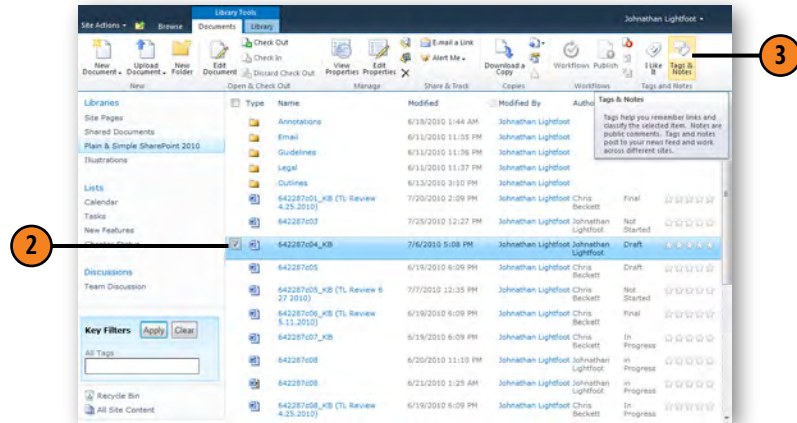 Library Tools
Site Actions Browse Documents Library Johnathan Lightfoot
New Document Upload Document New Folder Edit Document Check Out Check In Discard Check Out View Properties Edit Properties E-mail a Link Alert Me Download a Copy Workflows Publish I Like It Tags & Notes
3
New Open & Check Out Manage Share & Track Copies Workflows Tags and Notes
Libraries
Site Pages
Shared Documents
Plain & Simple SharePoint 2010
Illustrations
Lists
Calendar
Tasks
New Features
2
Discussions
Team Discussion
Key Filters Apply Clear
All Tags
Recycle Bin
All Site Content
Type Name Modified Modified By Autho
Tags & Notes
Tags help you remember links and
classify the selected item. Notes are
public comments. Tags and notes
post to your news feed and work
across different sites.
Annotations 6/19/2010 1:44 AM Johnathan Lightfoot
Email 6/11/2010 11:38 PM Johnathan Lightfoot
Guidelines 6/11/2010 11:36 PM Johnathan Lightfoot
Legal 6/11/2010 11:37 PM Johnathan Lightfoot
Outlines 6/13/2010 3:10 PM Johnathan Lightfoot
642287c01_KB (TL Review 4.25.2010) 7/20/2010 2:09 PM Johnathan Lightfoot Chris Beckett Final
642287c03 7/25/2010 12:27 PM Johnathan Lightfoot Johnathan Lightfoot Not Started
642287c04_KB 7/6/2010 5:08 PM Johnathan Lightfoot Johnathan Lightfoot Draft
642287c05 6/19/2010 6:09 PM Johnathan Lightfoot Chris Beckett Draft
642287c05_KB (TL Review 6 27 2010) 7/7/2010 12:35 PM Johnathan Lightfoot Chris Beckett Not Started
642287c06_KB (TL Review 5.11.2010) 6/19/2010 6:09 PM Johnathan Lightfoot Chris Beckett Final
642287c07_KB 6/19/2010 6:09 PM Johnathan Lightfoot Chris Beckett In Progress
642287c08 6/20/2010 11:10 PM Johnathan Lightfoot Johnathan Lightfoot In Progress
642287c08 6/21/2010 1:25 AM Johnathan Lightfoot Johnathan Lightfoot In Progress
642287c08_KB (TL Review 4.25.2010) 6/19/2010 6:09 PM Johnathan Lightfoot Chris Beckett In Progress